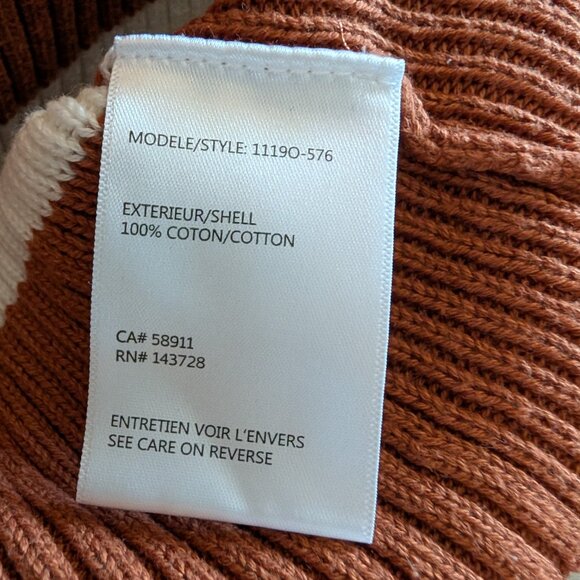 MODELE/STYLE: 1119O-576
EXTERIEUR/SHELL
100% COTON/COTTON
CA# 58911
RN# 143728
ENTRETIEN VOIR L'ENVERS
SEE CARE ON REVERSE